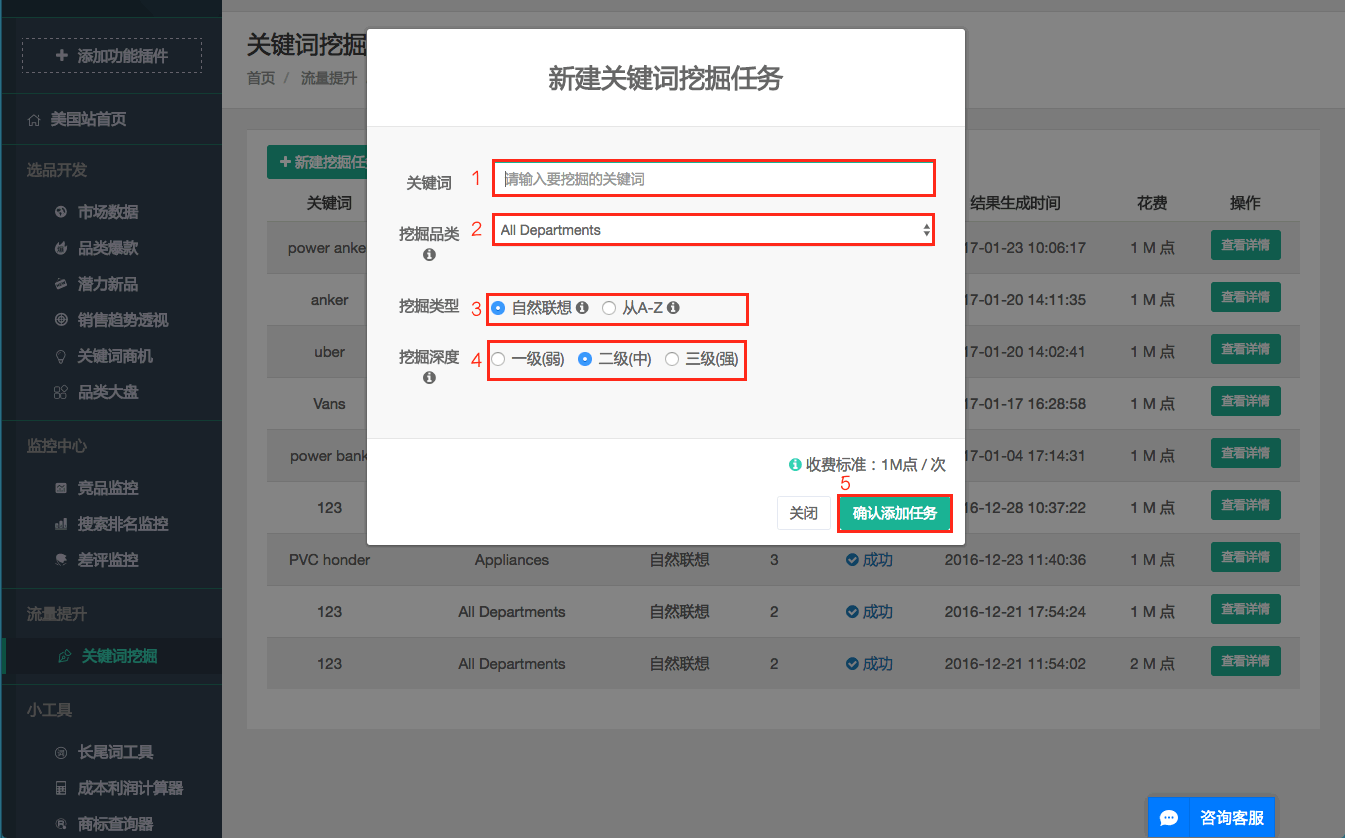 添加功能插件
美国站首页
选品开发
市场数据
品类爆款
潜力新品
销售趋势透视
关键词商机
品类大盘
监控中心
竞品监控
搜索排名监控
差评监控
流量提升
关键词挖掘
小工具
长尾词工具
成本利润计算器
商标查询器
关键词挖掘
首页 / 流量提升
新建挖掘任
新建关键词挖掘任务
关键词 1 请输入要挖掘的关键词
挖掘品类 2 All Departments
挖掘类型 3 自然联想 从A-Z
挖掘深度 4 一级(弱) 二级(中) 三级(强)
收费标准：1M点 / 次
5
关闭 确认添加任务
关键词 结果生成时间 花费 操作
power anke 17-01-23 10:06:17 1 M 点 查看详情
anker 17-01-20 14:11:35 1 M 点 查看详情
uber 17-01-20 14:02:41 1 M 点 查看详情
Vans 17-01-17 16:28:58 1 M 点 查看详情
power bank 17-01-04 17:14:31 1 M 点 查看详情
123 16-12-28 10:37:22 1 M 点 查看详情
PVC honder Appliances 自然联想 3 成功 2016-12-23 11:40:36 1 M 点 查看详情
123 All Departments 自然联想 2 成功 2016-12-21 17:54:24 1 M 点 查看详情
123 All Departments 自然联想 2 成功 2016-12-21 11:54:02 2 M 点 查看详情
咨询客服